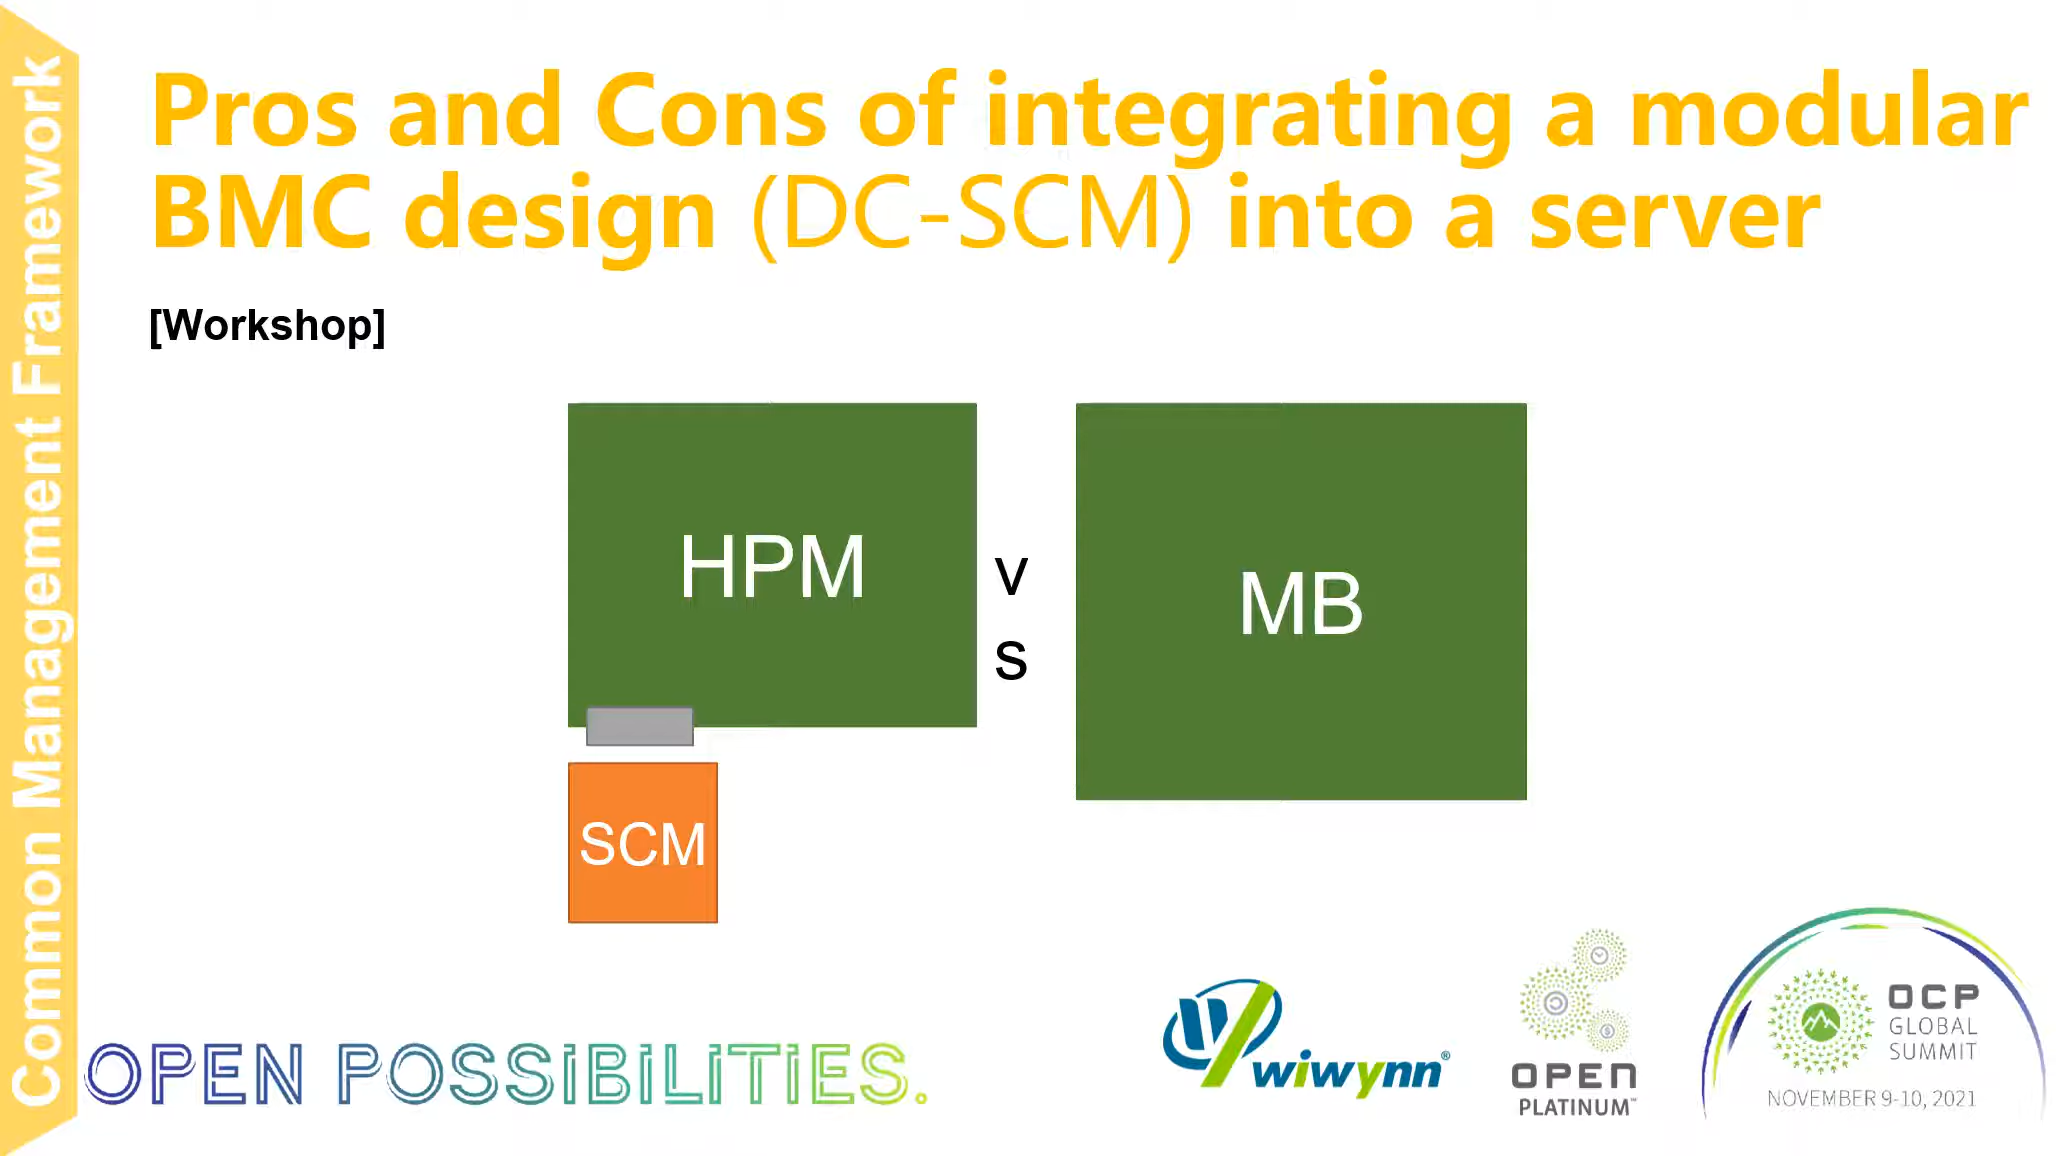 Common Management Framework
Pros and Cons of integrating a modular
BMC design (DC-SCM) into a server
[Workshop]
HPM
v
s
MB
SCM
OPEN POSSIBILITIES.
wiwynn®
OPEN
PLATINUM™
OCP
GLOBAL
SUMMIT
NOVEMBER 9-10, 2021